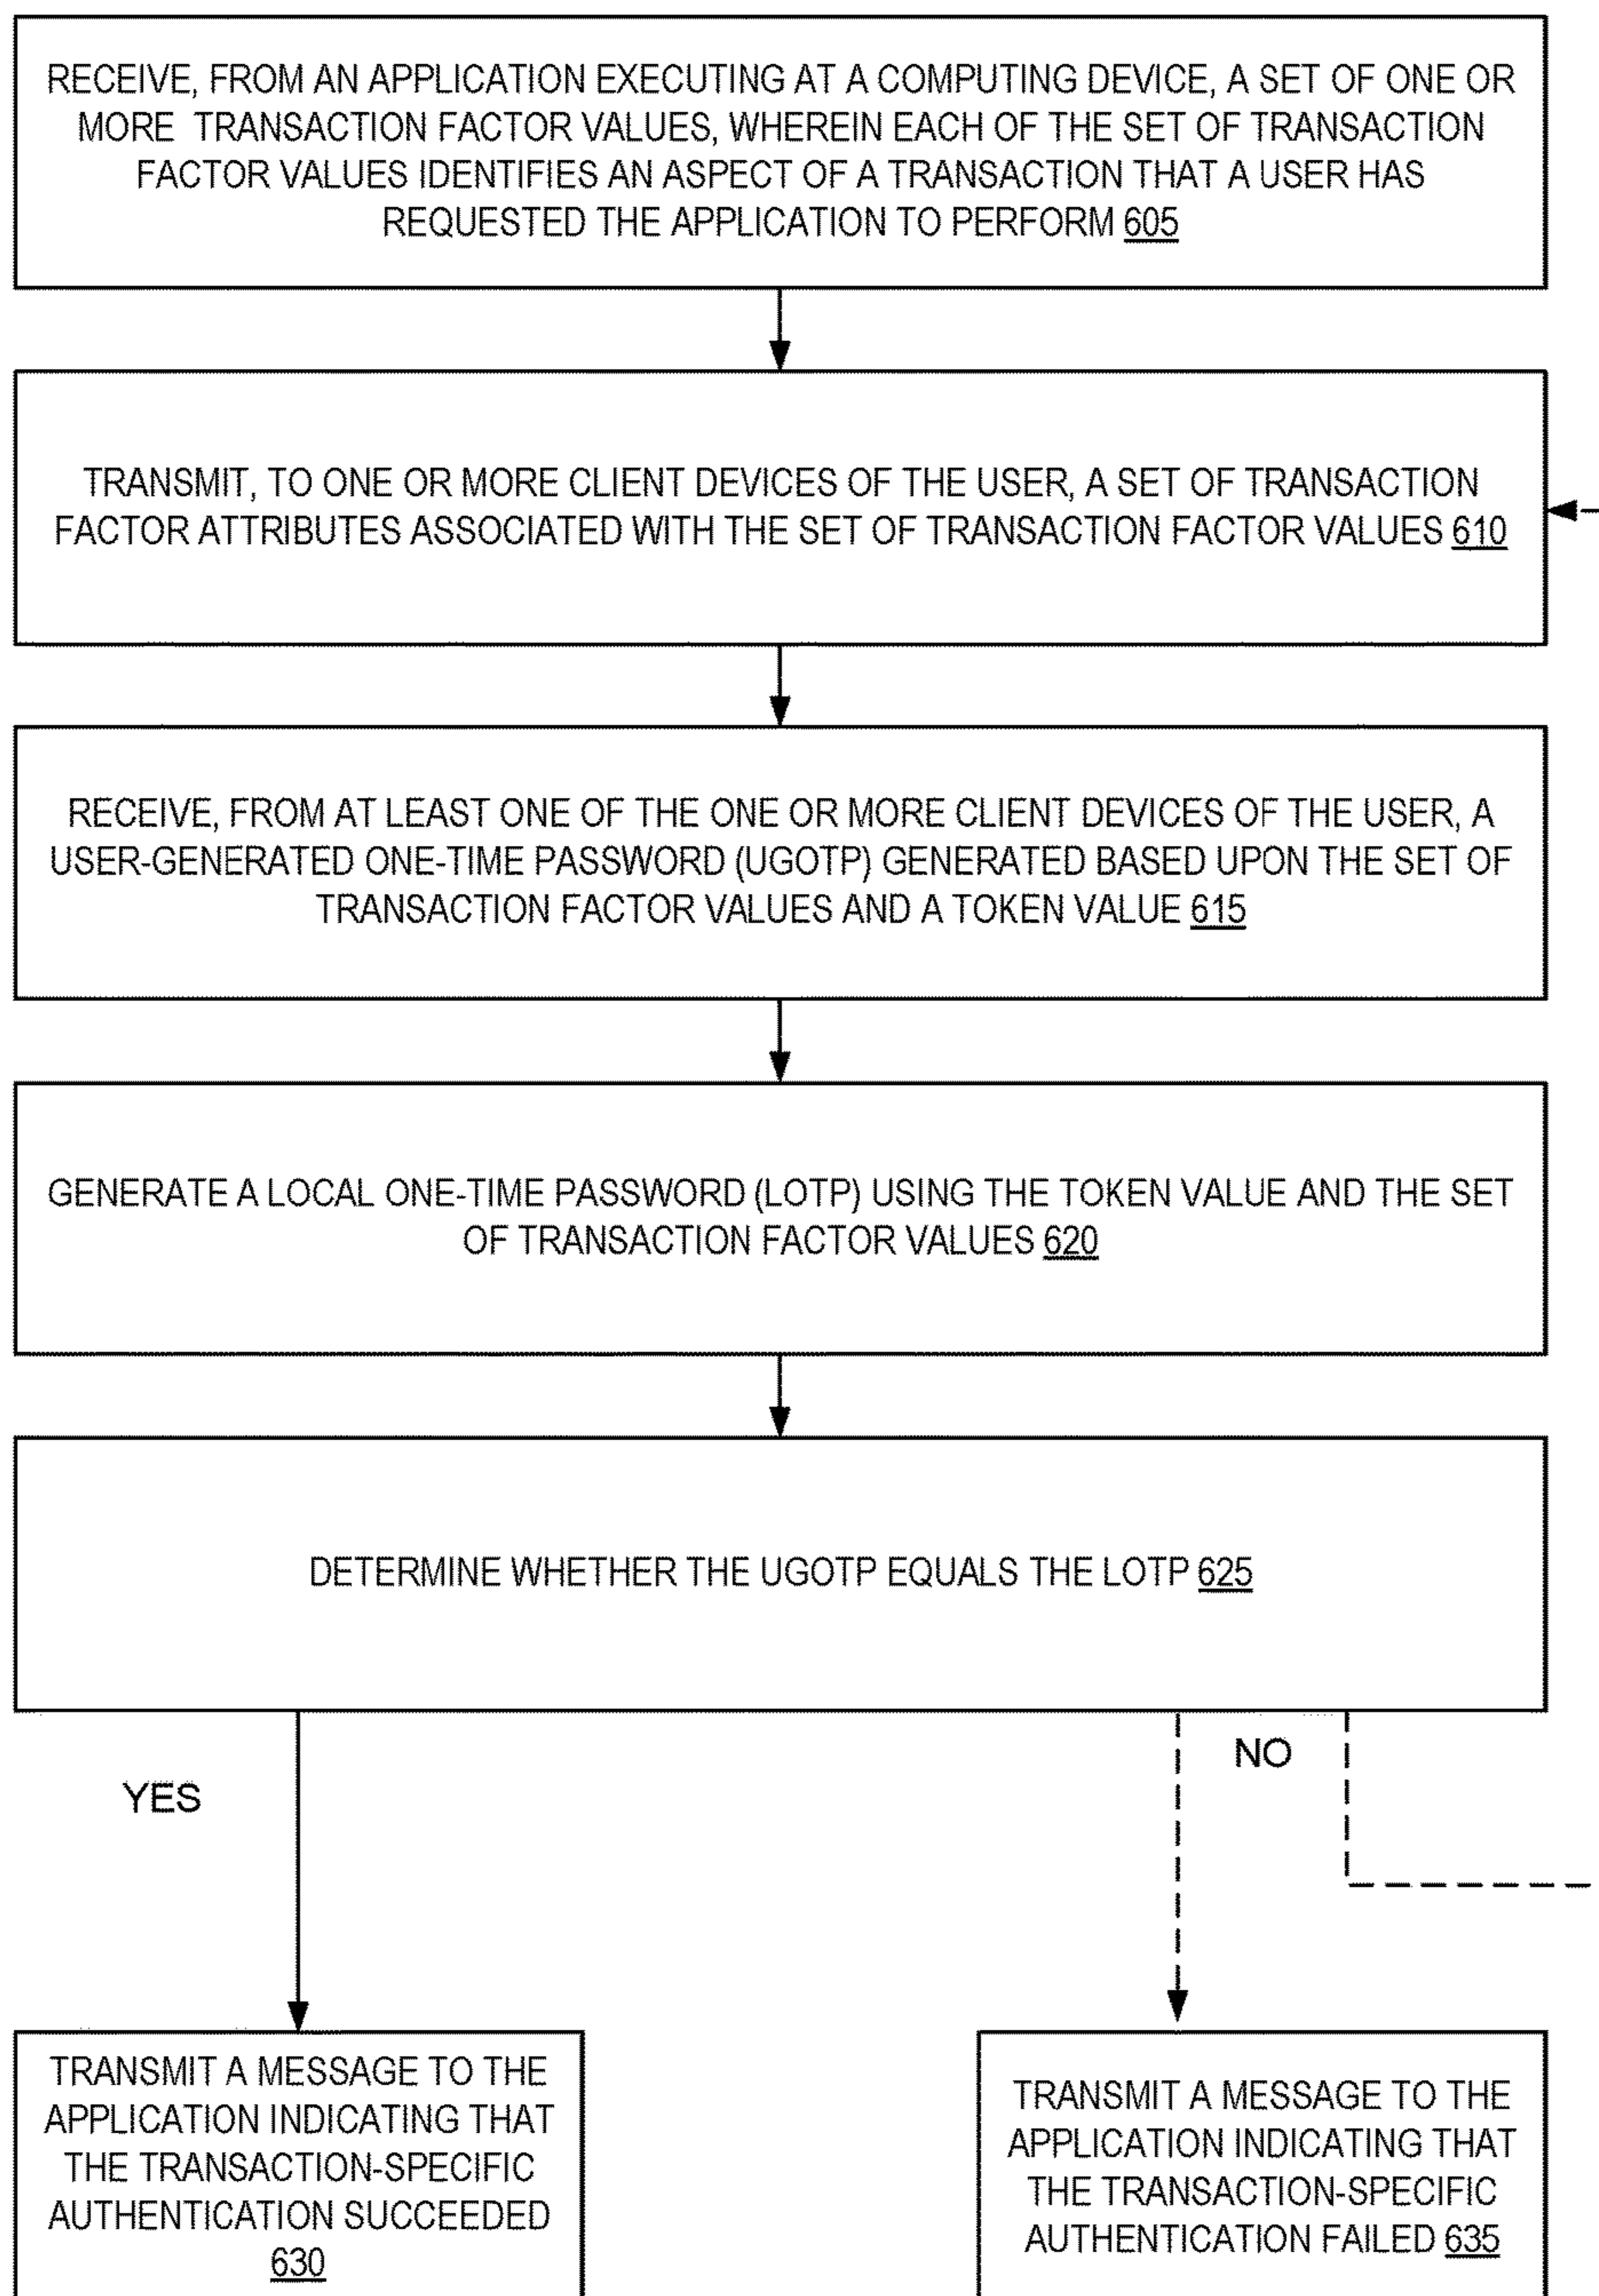 RECEIVE, FROM AN APPLICATION EXECUTING AT A COMPUTING DEVICE, A SET OF ONE OR
MORE TRANSACTION FACTOR VALUES, WHEREIN EACH OF THE SET OF TRANSACTION
FACTOR VALUES IDENTIFIES AN ASPECT OF A TRANSACTION THAT A USER HAS
REQUESTED THE APPLICATION TO PERFORM 605
TRANSMIT, TO ONE OR MORE CLIENT DEVICES OF THE USER, A SET OF TRANSACTION
FACTOR ATTRIBUTES ASSOCIATED WITH THE SET OF TRANSACTION FACTOR VALUES 610
RECEIVE, FROM AT LEAST ONE OF THE ONE OR MORE CLIENT DEVICES OF THE USER, A
USER-GENERATED ONE-TIME PASSWORD (UGOTP) GENERATED BASED UPON THE SET OF
TRANSACTION FACTOR VALUES AND A TOKEN VALUE 615
GENERATE A LOCAL ONE-TIME PASSWORD (LOTP) USING THE TOKEN VALUE AND THE SET
OF TRANSACTION FACTOR VALUES 620
DETERMINE WHETHER THE UGOTP EQUALS THE LOTP 625
YES
NO
TRANSMIT A MESSAGE TO THE
APPLICATION INDICATING THAT
THE TRANSACTION-SPECIFIC
AUTHENTICATION SUCCEEDED
630
TRANSMIT A MESSAGE TO THE
APPLICATION INDICATING THAT
THE TRANSACTION-SPECIFIC
AUTHENTICATION FAILED 635